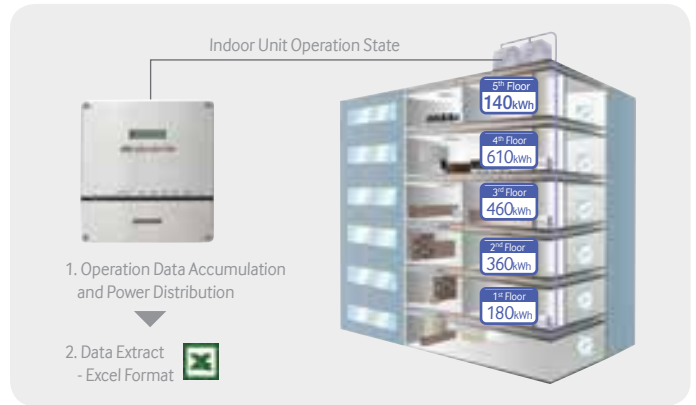 Indoor Unit Operation State
5th Floor
140kWh
4th Floor
610kWh
3rd Floor
460kWh
2nd Floor
360kWh
1st Floor
180kWh
1. Operation Data Accumulation
and Power Distribution
2. Data Extract
- Excel Format